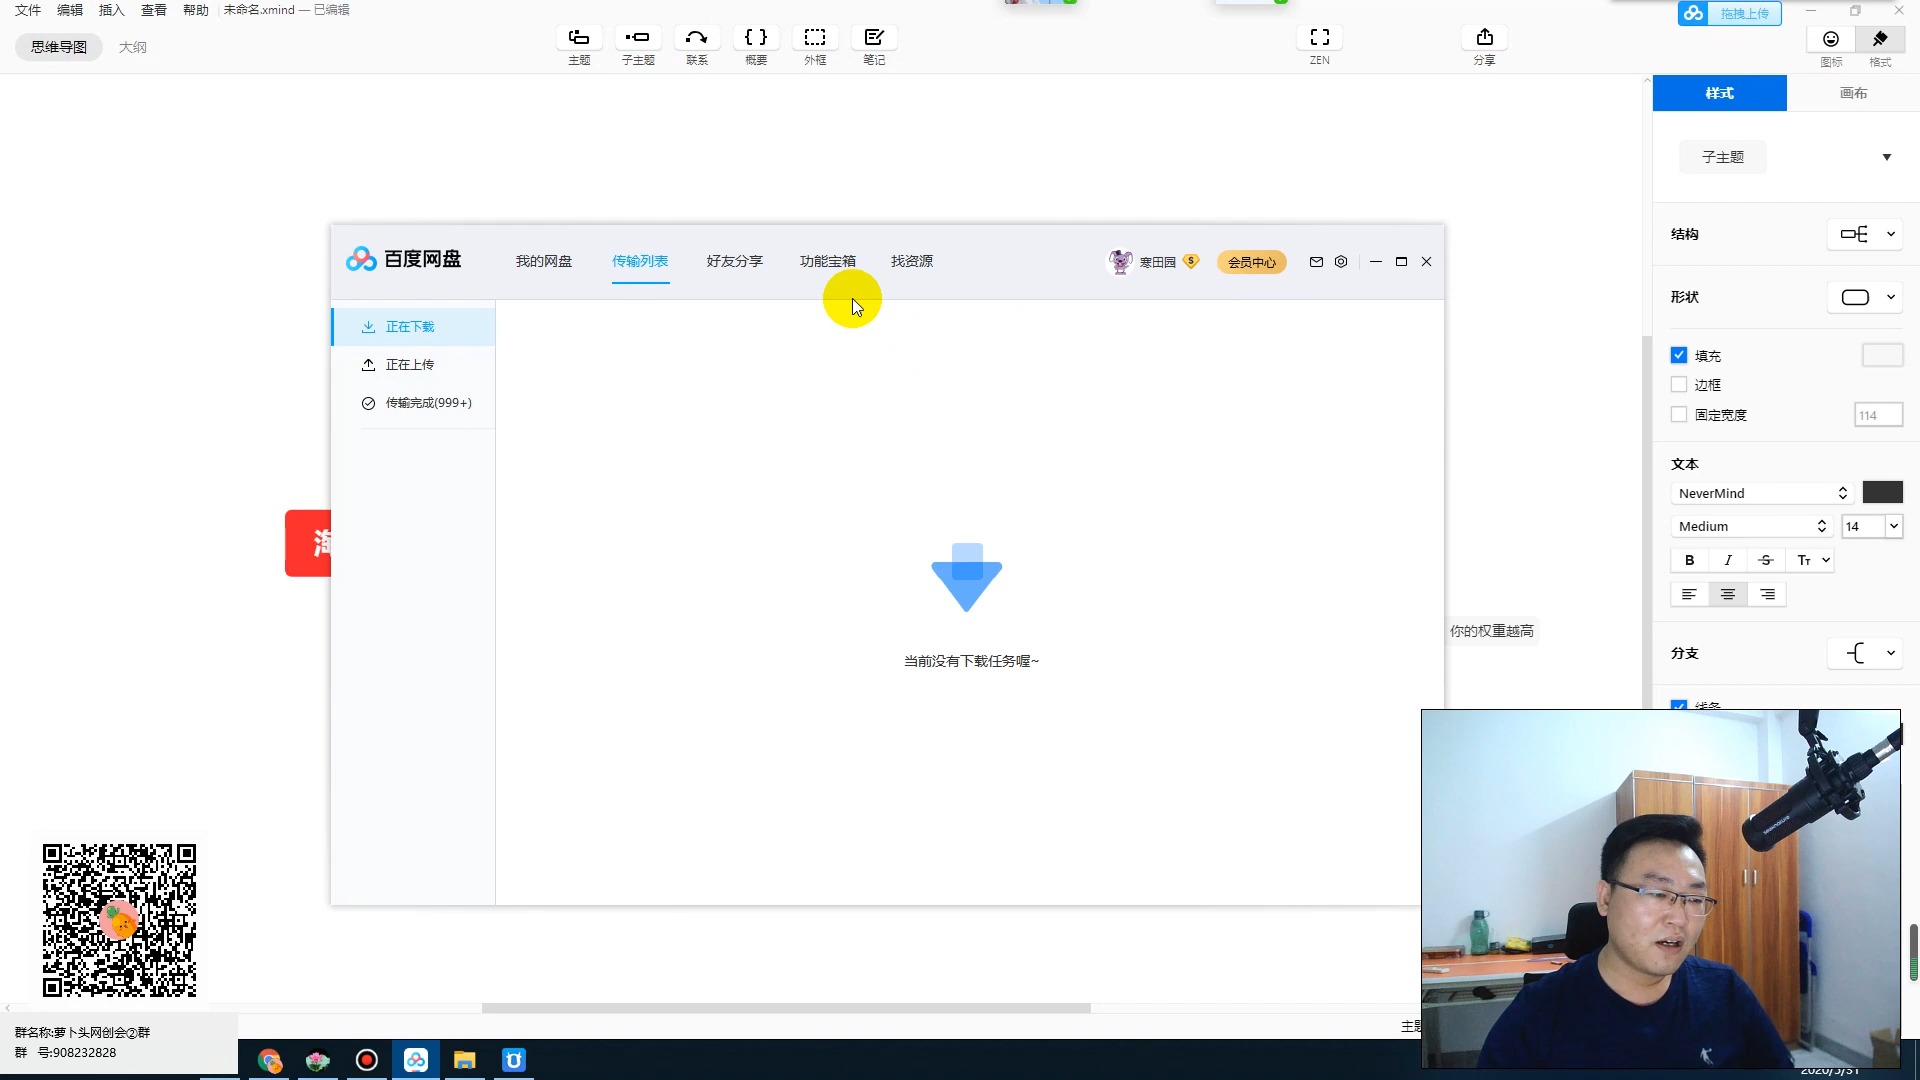 文件 编辑 插入 查看 帮助 未命名.xmind — 已编辑
拖拽上传
思维导图 大纲
主题 子主题 联系 概要 外框 笔记 ZEN 分享 图标 格式
样式 画布
子主题
百度网盘 我的网盘 传输列表 好友分享 功能宝箱 找资源 寒田园 S 会员中心
结构
形状
正在下载
正在上传
传输完成(999+)
填充
边框
固定宽度 114
文本
NeverMind
Medium 14
B I S Tт
淘
当前没有下载任务喔~
你的权重越高
分支
群名称:萝卜头网创会②群
群 号:908232828